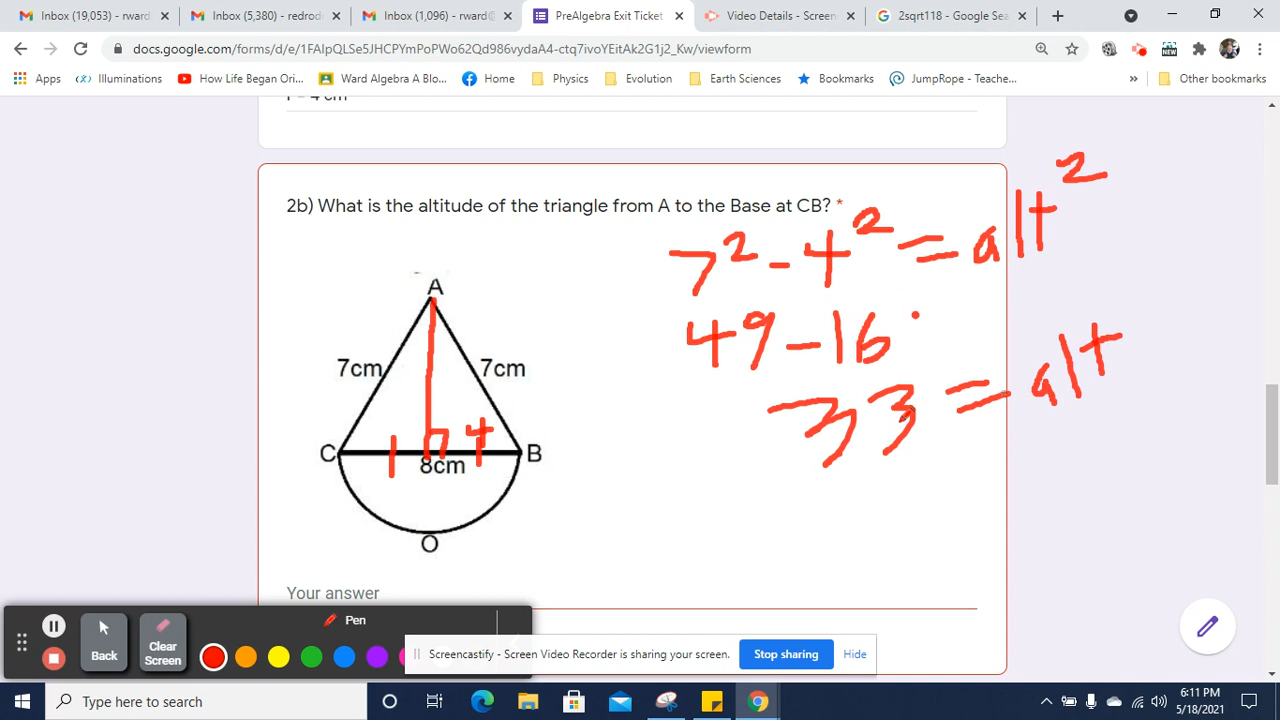 Inbox (19,053) - rward
Inbox (5,381) - redrod
Inbox (1,096) - rward@
PreAlgebra Exit Ticket
Video Details - Screen
2sqrt118 - Google Sea
docs.google.com/forms/d/e/1FAIpQLSe5JHCPYmPoPWo62Qd986vydaA4-ctq7ivoYEitAk2G1j2_Kw/viewform
Apps
Illuminations
How Life Began Ori...
Ward Algebra A Blo...
Home
Physics
Evolution
Earth Sciences
Bookmarks
JumpRope - Teache...
»
Other bookmarks
r = 4 cm
2b) What is the altitude of the triangle from A to the Base at CB? *
7² - 4² = alt²
49 - 16
33 = alt
A
7cm
7cm
4
C
8cm
B
O
Your answer
Pen
Back
Clear Screen
Screencastify - Screen Video Recorder is sharing your screen.
Stop sharing
Hide
Type here to search
6:11 PM
5/18/2021